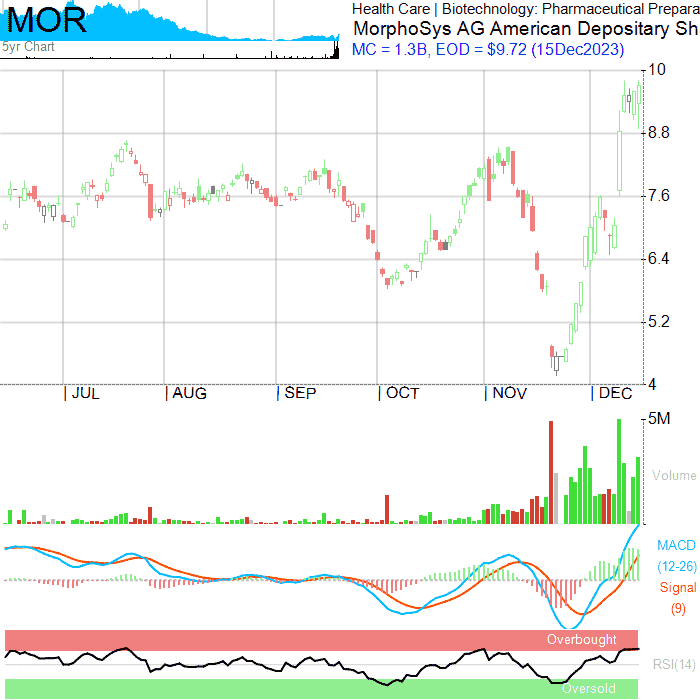 MOR
5yr Chart
Health Care | Biotechnology: Pharmaceutical Prepara
MorphoSys AG American Depositary Sh
MC = 1.3B, EOD = $9.72 (15Dec2023)
10
8.8
7.6
6.4
5.2
4
| JUL | AUG | SEP | OCT | NOV | DEC
5M
Volume
MACD
(12-26)
Signal
(9)
Overbought
RSI(14)
Oversold